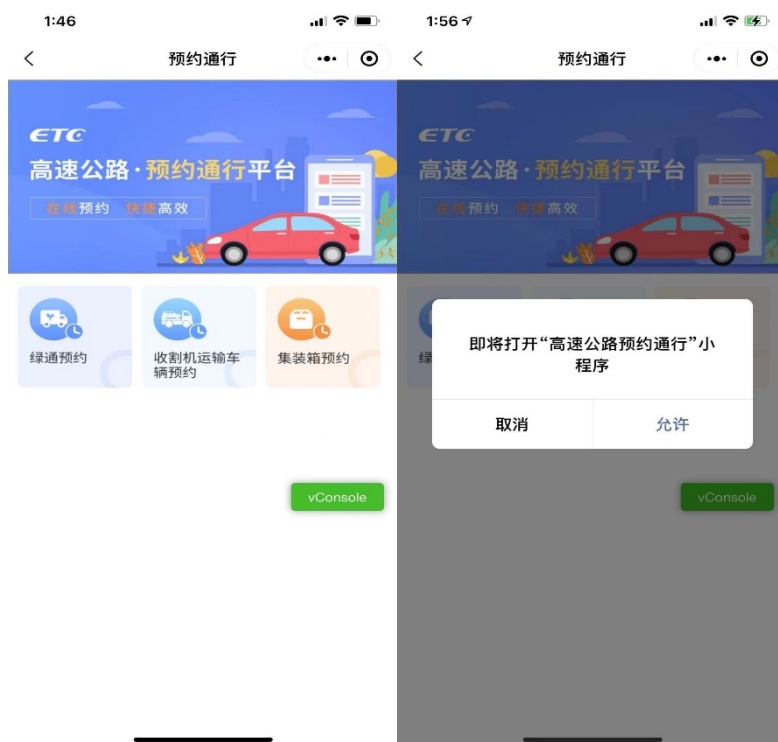 1:46
预约通行
ETC
高速公路·预约通行平台
在线预约 快捷高效
绿通预约
收割机运输车
辆预约
集装箱预约
vConsole
1:56
预约通行
ETC
高速公路·预约通行平台
在线预约 快捷高效
绿
即将打开“高速公路预约通行”小
程序
取消
允许
vConsole